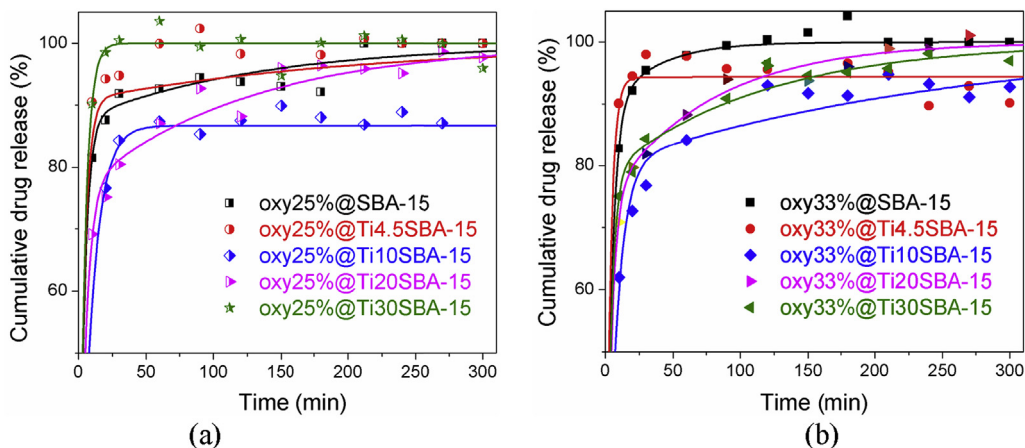 Cumulative drug release (%)
100
80
60
oxy25%@SBA-15
oxy25%@Ti4.5SBA-15
oxy25%@Ti10SBA-15
oxy25%@Ti20SBA-15
oxy25%@Ti30SBA-15
0 50 100 150 200 250 300
Time (min)
(a)
Cumulative drug release (%)
100
80
60
oxy33%@SBA-15
oxy33%@Ti4.5SBA-15
oxy33%@Ti10SBA-15
oxy33%@Ti20SBA-15
oxy33%@Ti30SBA-15
0 50 100 150 200 250 300
Time (min)
(b)